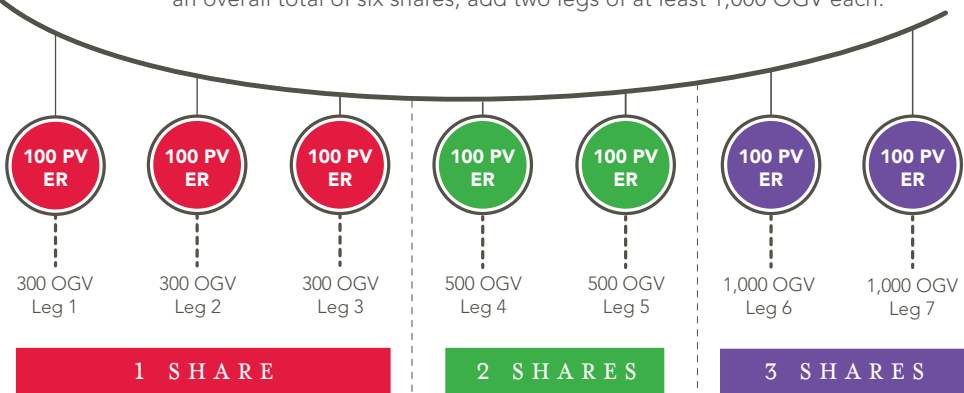 an overall total of six shares, add two legs of at least 1,000 OGV each.
100 PV
ER
100 PV
ER
100 PV
ER
100 PV
ER
100 PV
ER
100 PV
ER
100 PV
ER
300 OGV
Leg 1
300 OGV
Leg 2
300 OGV
Leg 3
500 OGV
Leg 4
500 OGV
Leg 5
1,000 OGV
Leg 6
1,000 OGV
Leg 7
1 SHARE
2 SHARES
3 SHARES